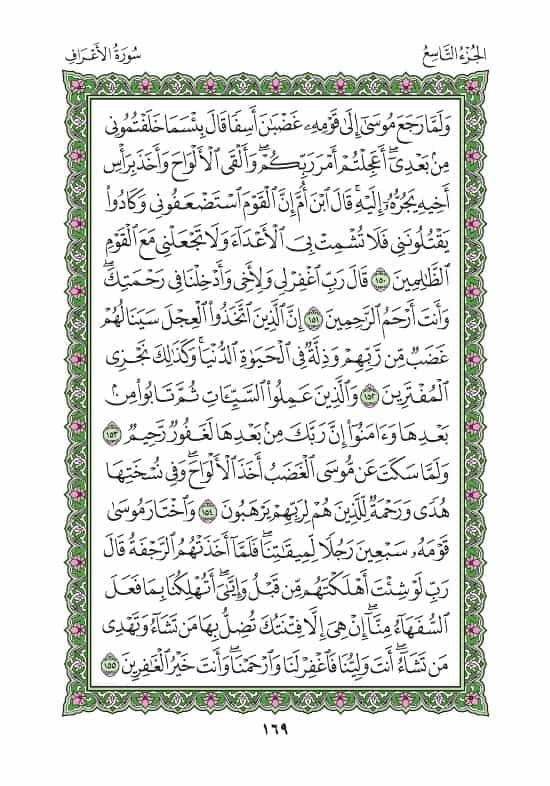 الجُزْءُ التَّاسِعُ
سُورَةُ الأَعْرَافِ
وَلَمَّا رَجَعَ مُوسَىٰٓ إِلَىٰ قَوْمِهِۦ غَضْبَٰنَ أَسِفٗا قَالَ بِئْسَمَا خَلَفْتُمُونِي
مِنۢ بَعْدِيٓۖ أَعَجِلْتُمْ أَمْرَ رَبِّكُمْۖ وَأَلْقَى ٱلْأَلْوَاحَ وَأَخَذَ بِرَأْسِ
أَخِيهِ يَجُرُّهُۥٓ إِلَيْهِۚ قَالَ ٱبْنَ أُمَّ إِنَّ ٱلْقَوْمَ ٱسْتَضْعَفُونِي وَكَادُواْ
يَقْتُلُونَنِي فَلَا تُشْمِتْ بِيَ ٱلْأَعْدَآءَ وَلَا تَجْعَلْنِي مَعَ ٱلْقَوْمِ
ٱلظَّٰلِمِينَ ١٥٠ قَالَ رَبِّ ٱغْفِرْ لِي وَلِأَخِي وَأَدْخِلْنَا فِي رَحْمَتِكَۖ
وَأَنتَ أَرْحَمُ ٱلرَّٰحِمِينَ ١٥١ إِنَّ ٱلَّذِينَ ٱتَّخَذُواْ ٱلْعِجْلَ سَيَنَالُهُمْ
غَضَبٞ مِّن رَّبِّهِمْ وَذِلَّةٞ فِي ٱلْحَيَوٰةِ ٱلدُّنْيَاۚ وَكَذَٰلِكَ نَجْزِي
ٱلْمُفْتَرِينَ ١٥٢ وَٱلَّذِينَ عَمِلُواْ ٱلسَّيِّـَٔاتِ ثُمَّ تَابُواْ مِنۢ
بَعْدِهَا وَءَامَنُوٓاْ إِنَّ رَبَّكَ مِنۢ بَعْدِهَا لَغَفُورٞ رَّحِيمٞ ١٥٣
وَلَمَّا سَكَتَ عَن مُّوسَى ٱلْغَضَبُ أَخَذَ ٱلْأَلْوَاحَۖ وَفِي نُسْخَتِهَا
هُدٗى وَرَحْمَةٞ لِّلَّذِينَ هُمْ لِرَبِّهِمْ يَرْهَبُونَ ١٥٤ وَٱخْتَارَ مُوسَىٰ
قَوْمَهُۥ سَبْعِينَ رَجُلٗا لِّمِيقَٰتِنَاۖ فَلَمَّآ أَخَذَتْهُمُ ٱلرَّجْفَةُ قَالَ
رَبِّ لَوْ شِئْتَ أَهْلَكْتَهُم مِّن قَبْلُ وَإِيَّٰيَۖ أَتُهْلِكُنَا بِمَا فَعَلَ
ٱلسُّفَهَآءُ مِنَّآۖ إِنْ هِيَ إِلَّا فِتْنَتُكَ تُضِلُّ بِهَا مَن تَشَآءُ وَتَهْدِي
مَن تَشَآءُۖ أَنتَ وَلِيُّنَا فَٱغْفِرْ لَنَا وَٱرْحَمْنَاۖ وَأَنتَ خَيْرُ ٱلْغَٰفِرِينَ ١٥٥
١٦٩